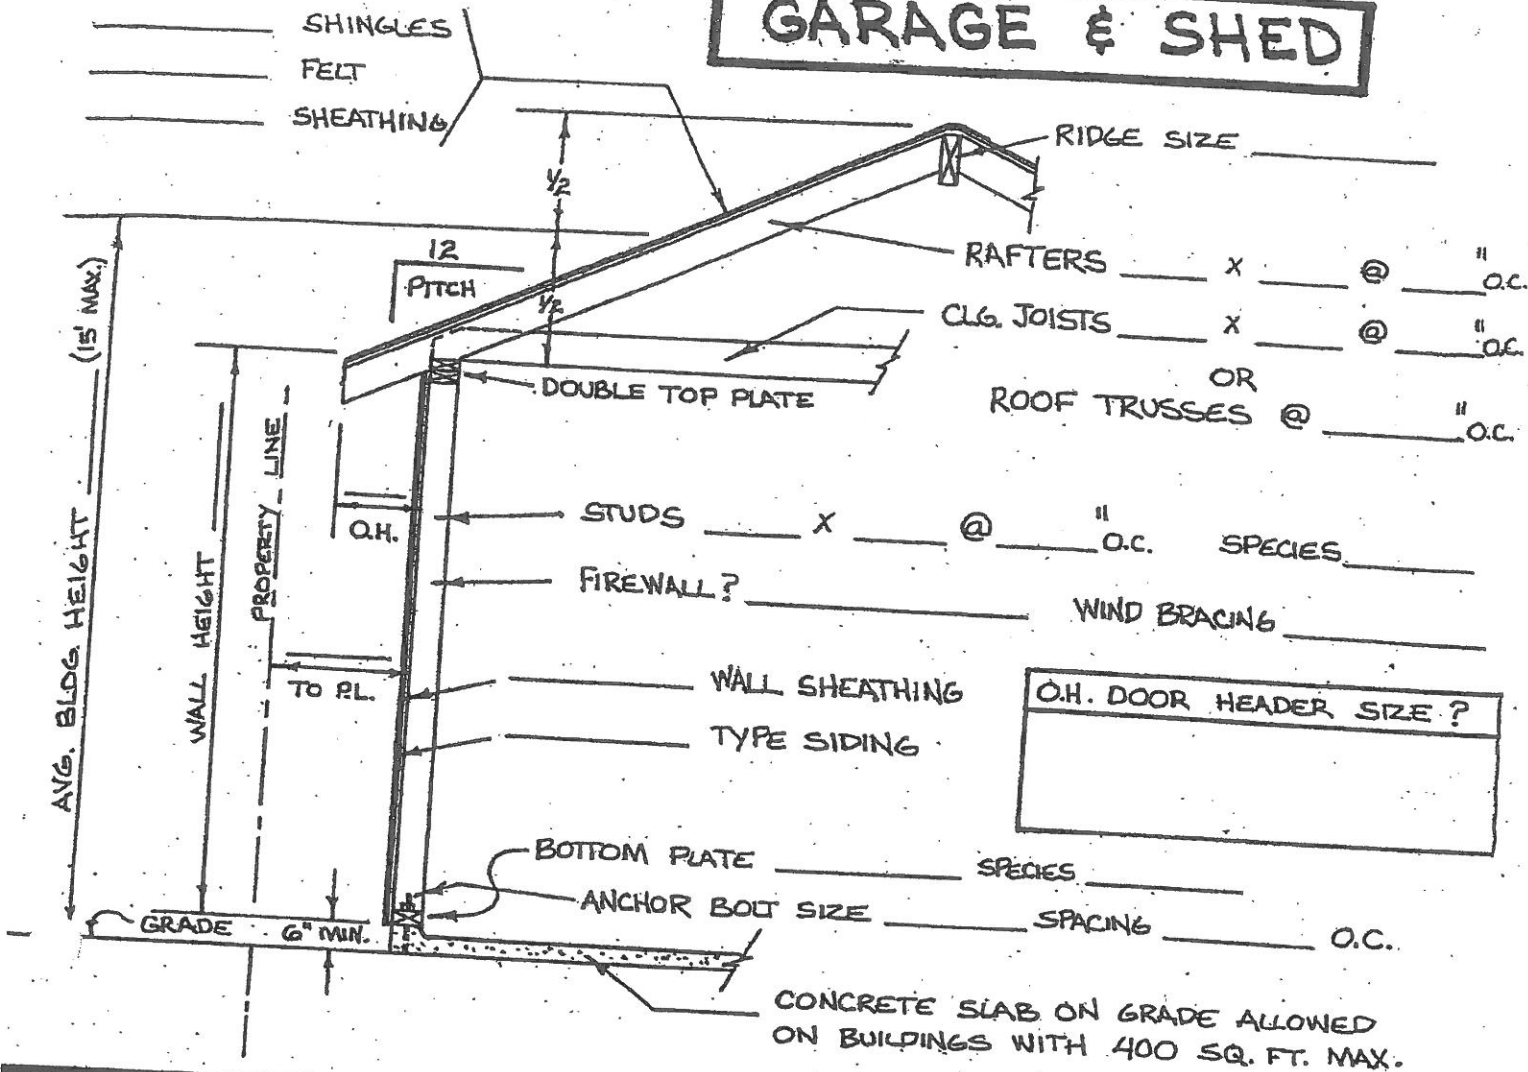 GARAGE & SHED
SHINGLES
FELT
SHEATHING
RIDGE SIZE
1/2
12
PITCH
1/2
RAFTERS X @ " O.C.
CLG. JOISTS X @ " O.C.
OR
ROOF TRUSSES @ " O.C.
DOUBLE TOP PLATE
AVG. BLDG. HEIGHT (15' MAX.)
WALL HEIGHT
PROPERTY LINE
O.H.
STUDS X @ " O.C. SPECIES
FIREWALL? WIND BRACING
TO P.L.
WALL SHEATHING
O.H. DOOR HEADER SIZE?
TYPE SIDING
BOTTOM PLATE SPECIES
ANCHOR BOLT SIZE SPACING O.C.
GRADE 6" MIN.
CONCRETE SLAB ON GRADE ALLOWED
ON BUILDINGS WITH 400 SQ. FT. MAX.